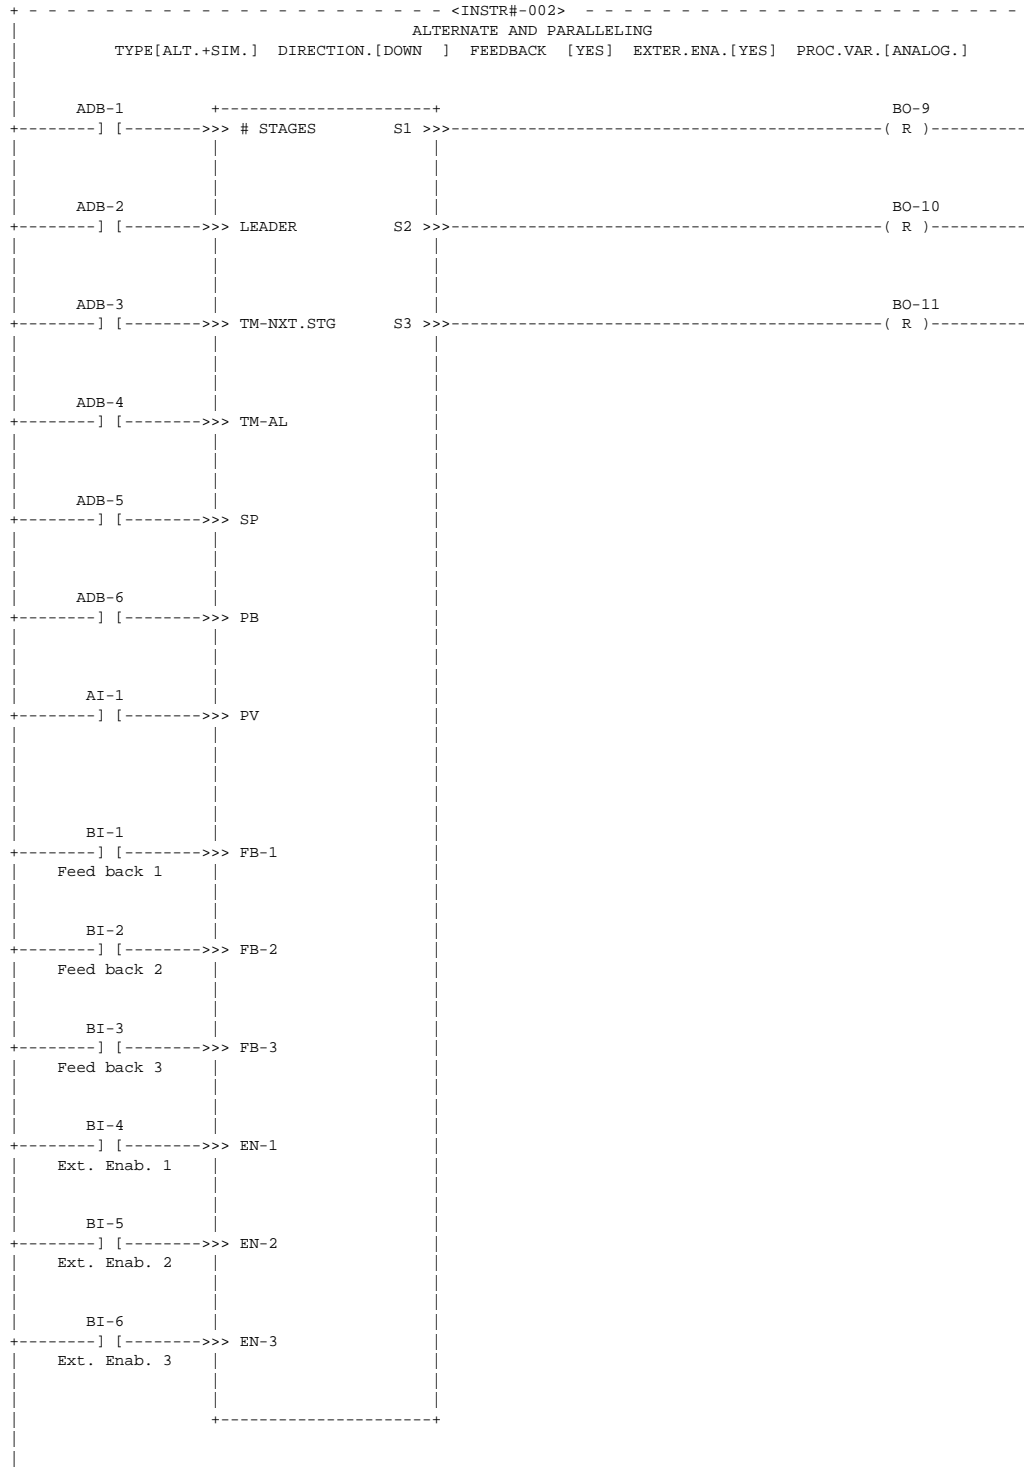 <INSTR#-002>
ALTERNATE AND PARALLELING
TYPE[ALT.+SIM.] DIRECTION.[DOWN ] FEEDBACK [YES] EXTER.ENA.[YES] PROC.VAR.[ANALOG.]
ADB-1 BO-9
] [ >>> # STAGES S1 >>> ( R )
ADB-2 BO-10
] [ >>> LEADER S2 >>> ( R )
ADB-3 BO-11
] [ >>> TM-NXT.STG S3 >>> ( R )
ADB-4
] [ >>> TM-AL
ADB-5
] [ >>> SP
ADB-6
] [ >>> PB
AI-1
] [ >>> PV
BI-1
] [ >>> FB-1
Feed back 1
BI-2
] [ >>> FB-2
Feed back 2
BI-3
] [ >>> FB-3
Feed back 3
BI-4
] [ >>> EN-1
Ext. Enab. 1
BI-5
] [ >>> EN-2
Ext. Enab. 2
BI-6
] [ >>> EN-3
Ext. Enab. 3